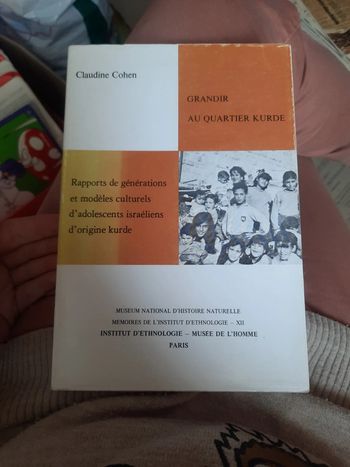 Claudine Cohen
GRANDIR
AU QUARTIER KURDE
Rapports de générations
et modèles culturels
d'adolescents israéliens
d'origine kurde
MUSEUM NATIONAL D'HISTOIRE NATURELLE
MEMOIRES DE L'INSTITUT D'ETHNOLOGIE – XII
INSTITUT D'ETHNOLOGIE – MUSÉE DE L'HOMME
PARIS